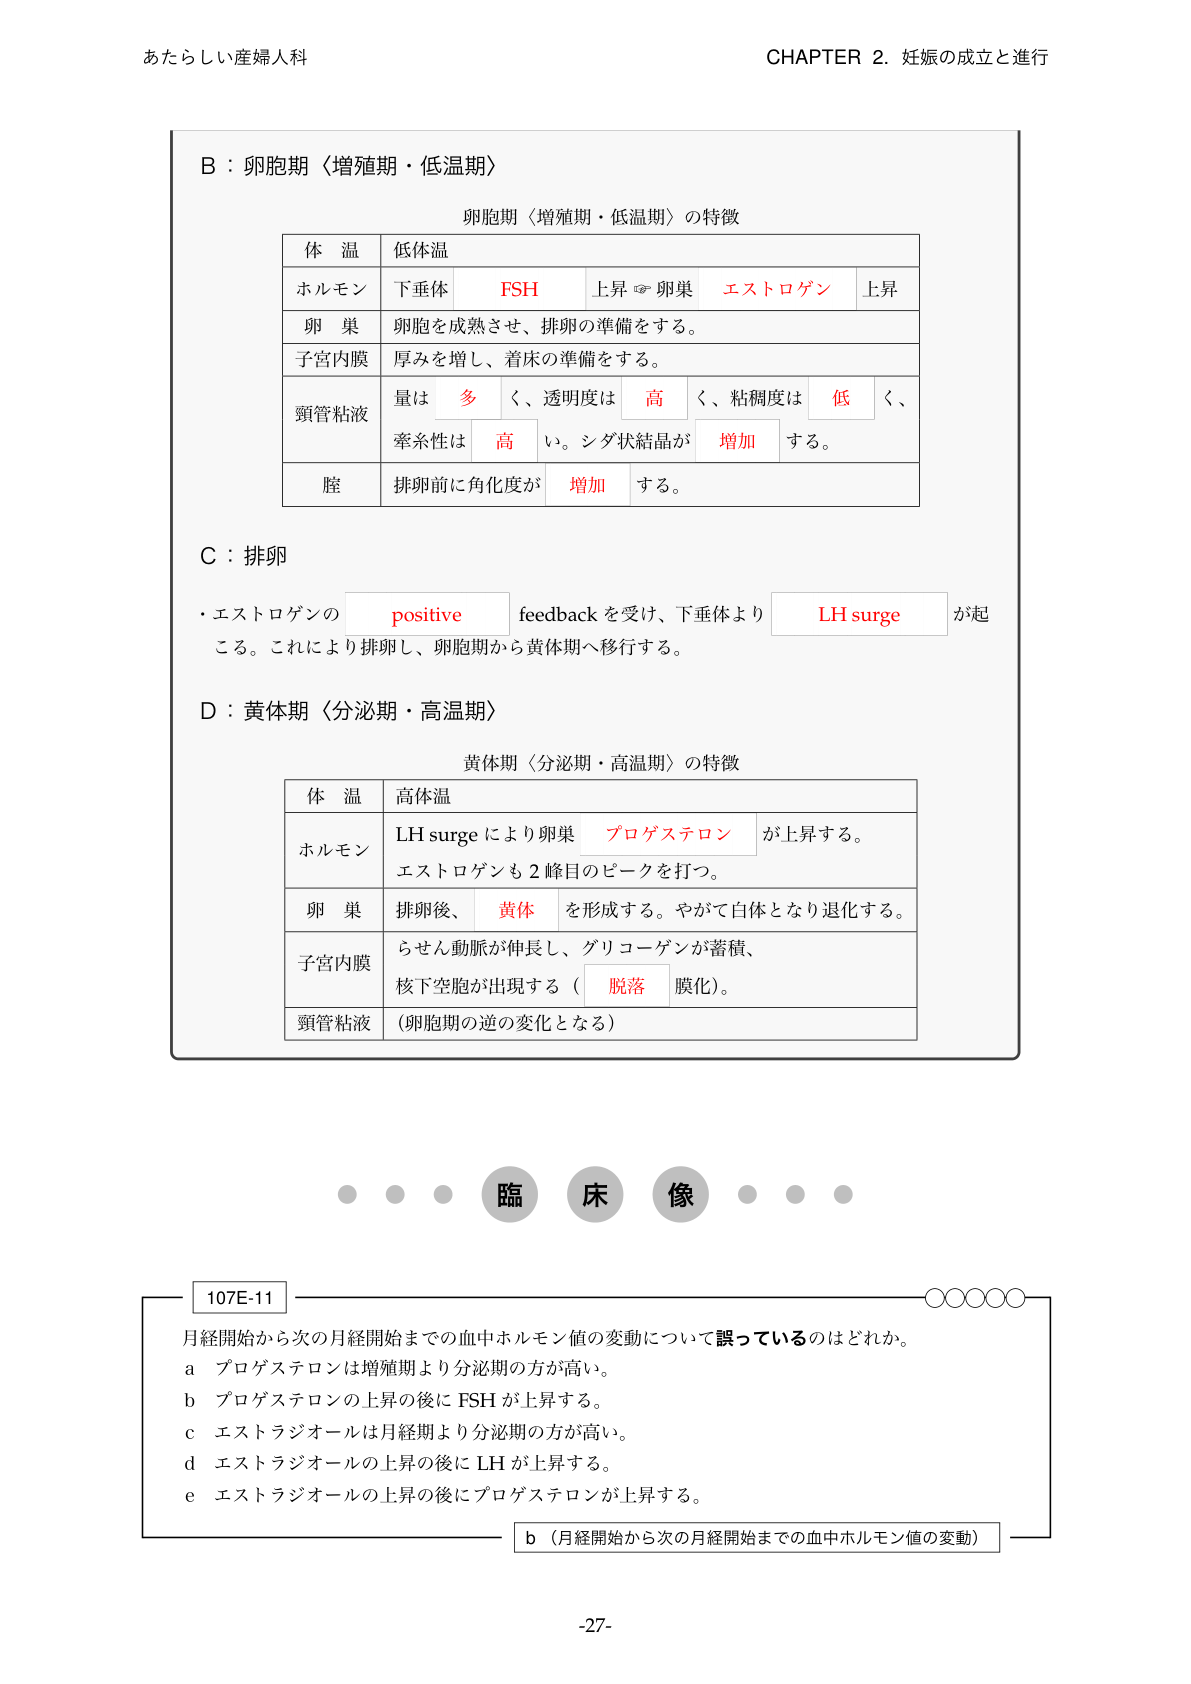 あたらしい産婦人科 CHAPTER 2. 妊娠の成立と進行
B：卵胞期〈増殖期・低温期〉
卵胞期〈増殖期・低温期〉の特徴
体 温 低体温
ホルモン 下垂体 FSH 上昇 ☞ 卵巣 エストロゲン 上昇
卵 巣 卵胞を成熟させ、排卵の準備をする。
子宮内膜 厚みを増し、着床の準備をする。
頸管粘液 量は 多 く、透明度は 高 く、粘稠度は 低 く、
牽糸性は 高 い。シダ状結晶が 増加 する。
腟 排卵前に角化度が 増加 する。
C：排卵
・エストロゲンの positive feedback を受け、下垂体より LH surge が起
こる。これにより排卵し、卵胞期から黄体期へ移行する。
D：黄体期〈分泌期・高温期〉
黄体期〈分泌期・高温期〉の特徴
体 温 高体温
ホルモン LH surge により卵巣 プロゲステロン が上昇する。
エストロゲンも 2 峰目のピークを打つ。
卵 巣 排卵後、 黄体 を形成する。やがて白体となり退化する。
子宮内膜 らせん動脈が伸長し、グリコーゲンが蓄積、
核下空胞が出現する（ 脱落 膜化）。
頸管粘液 （卵胞期の逆の変化となる）
臨 床 像
107E-11
月経開始から次の月経開始までの血中ホルモン値の変動について誤っているのはどれか。
a プロゲステロンは増殖期より分泌期の方が高い。
b プロゲステロンの上昇の後に FSH が上昇する。
c エストラジオールは月経期より分泌期の方が高い。
d エストラジオールの上昇の後に LH が上昇する。
e エストラジオールの上昇の後にプロゲステロンが上昇する。
b （月経開始から次の月経開始までの血中ホルモン値の変動）
-27-